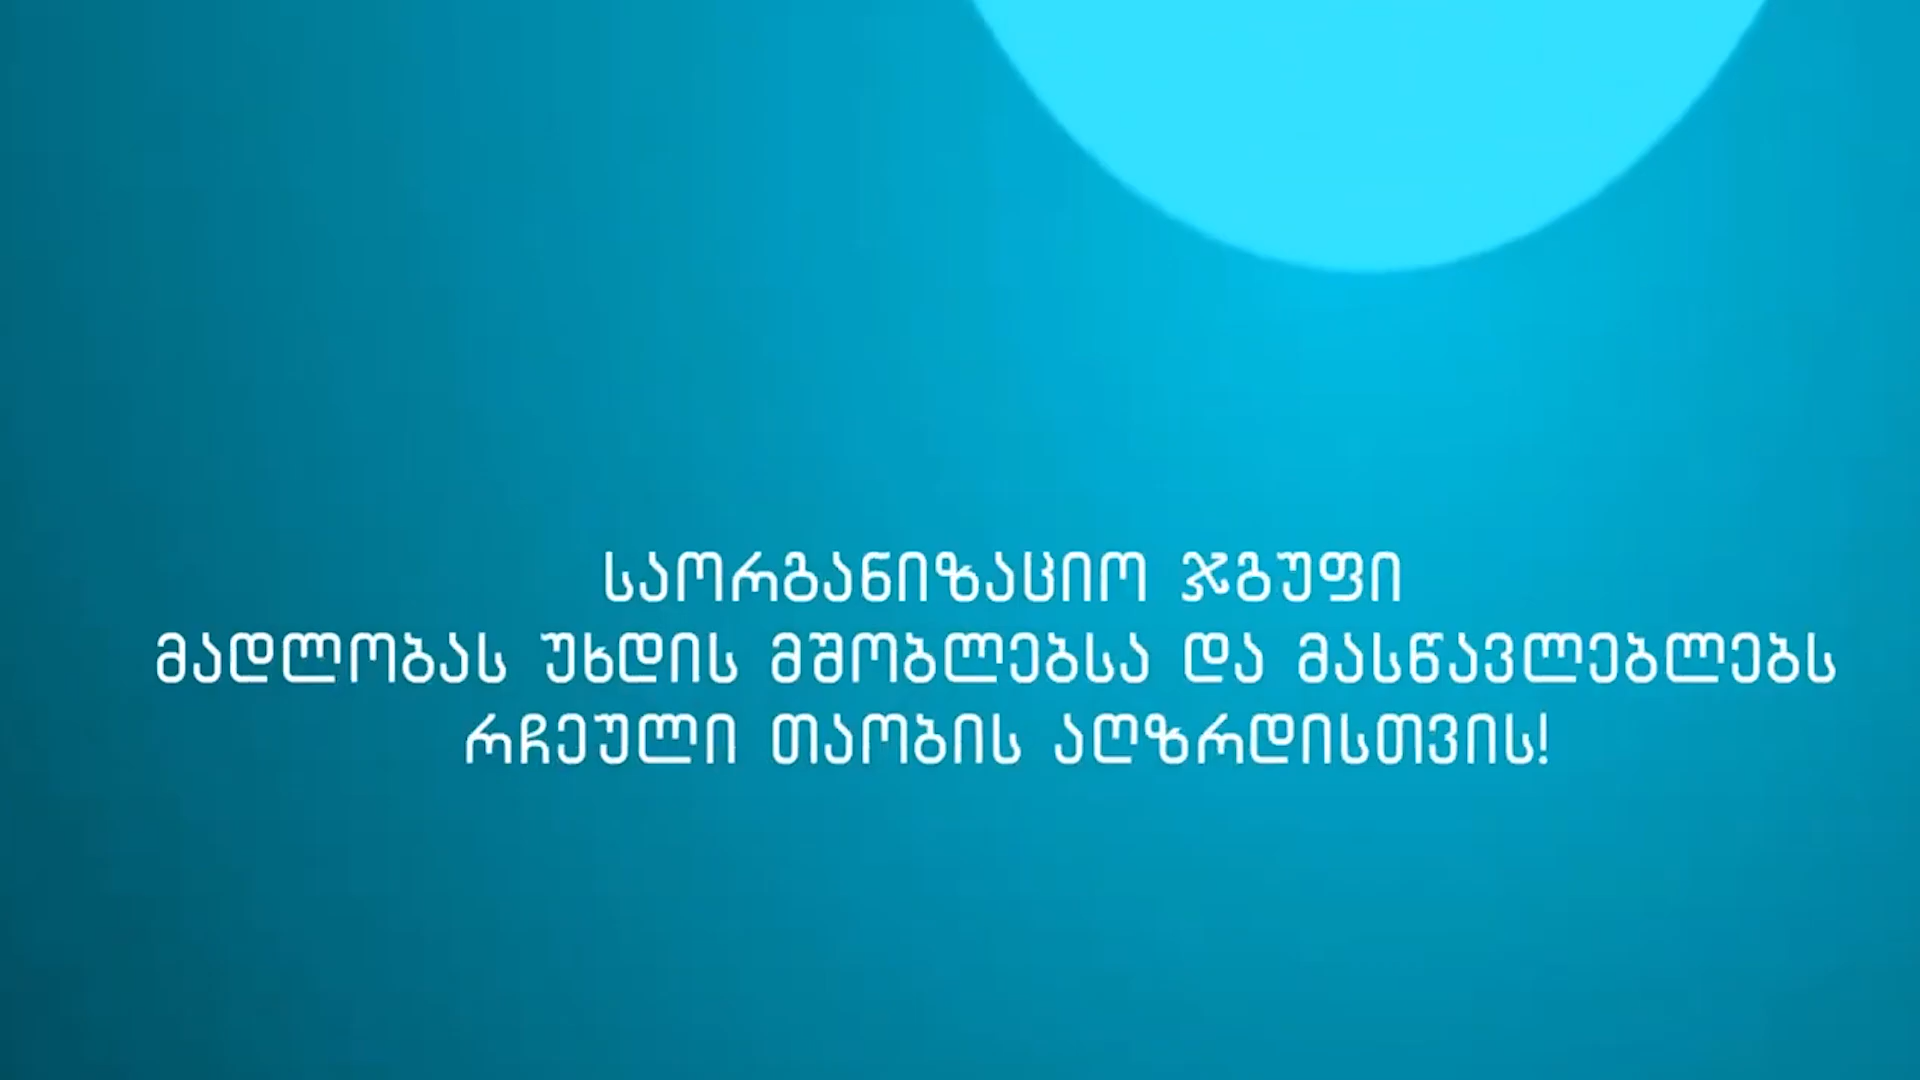 საორგანიზაციო ჯგუფი
მადლობას უხდის მშობლებსა და მასწავლებლებს
რჩეული თაობის აღზრდისთვის!